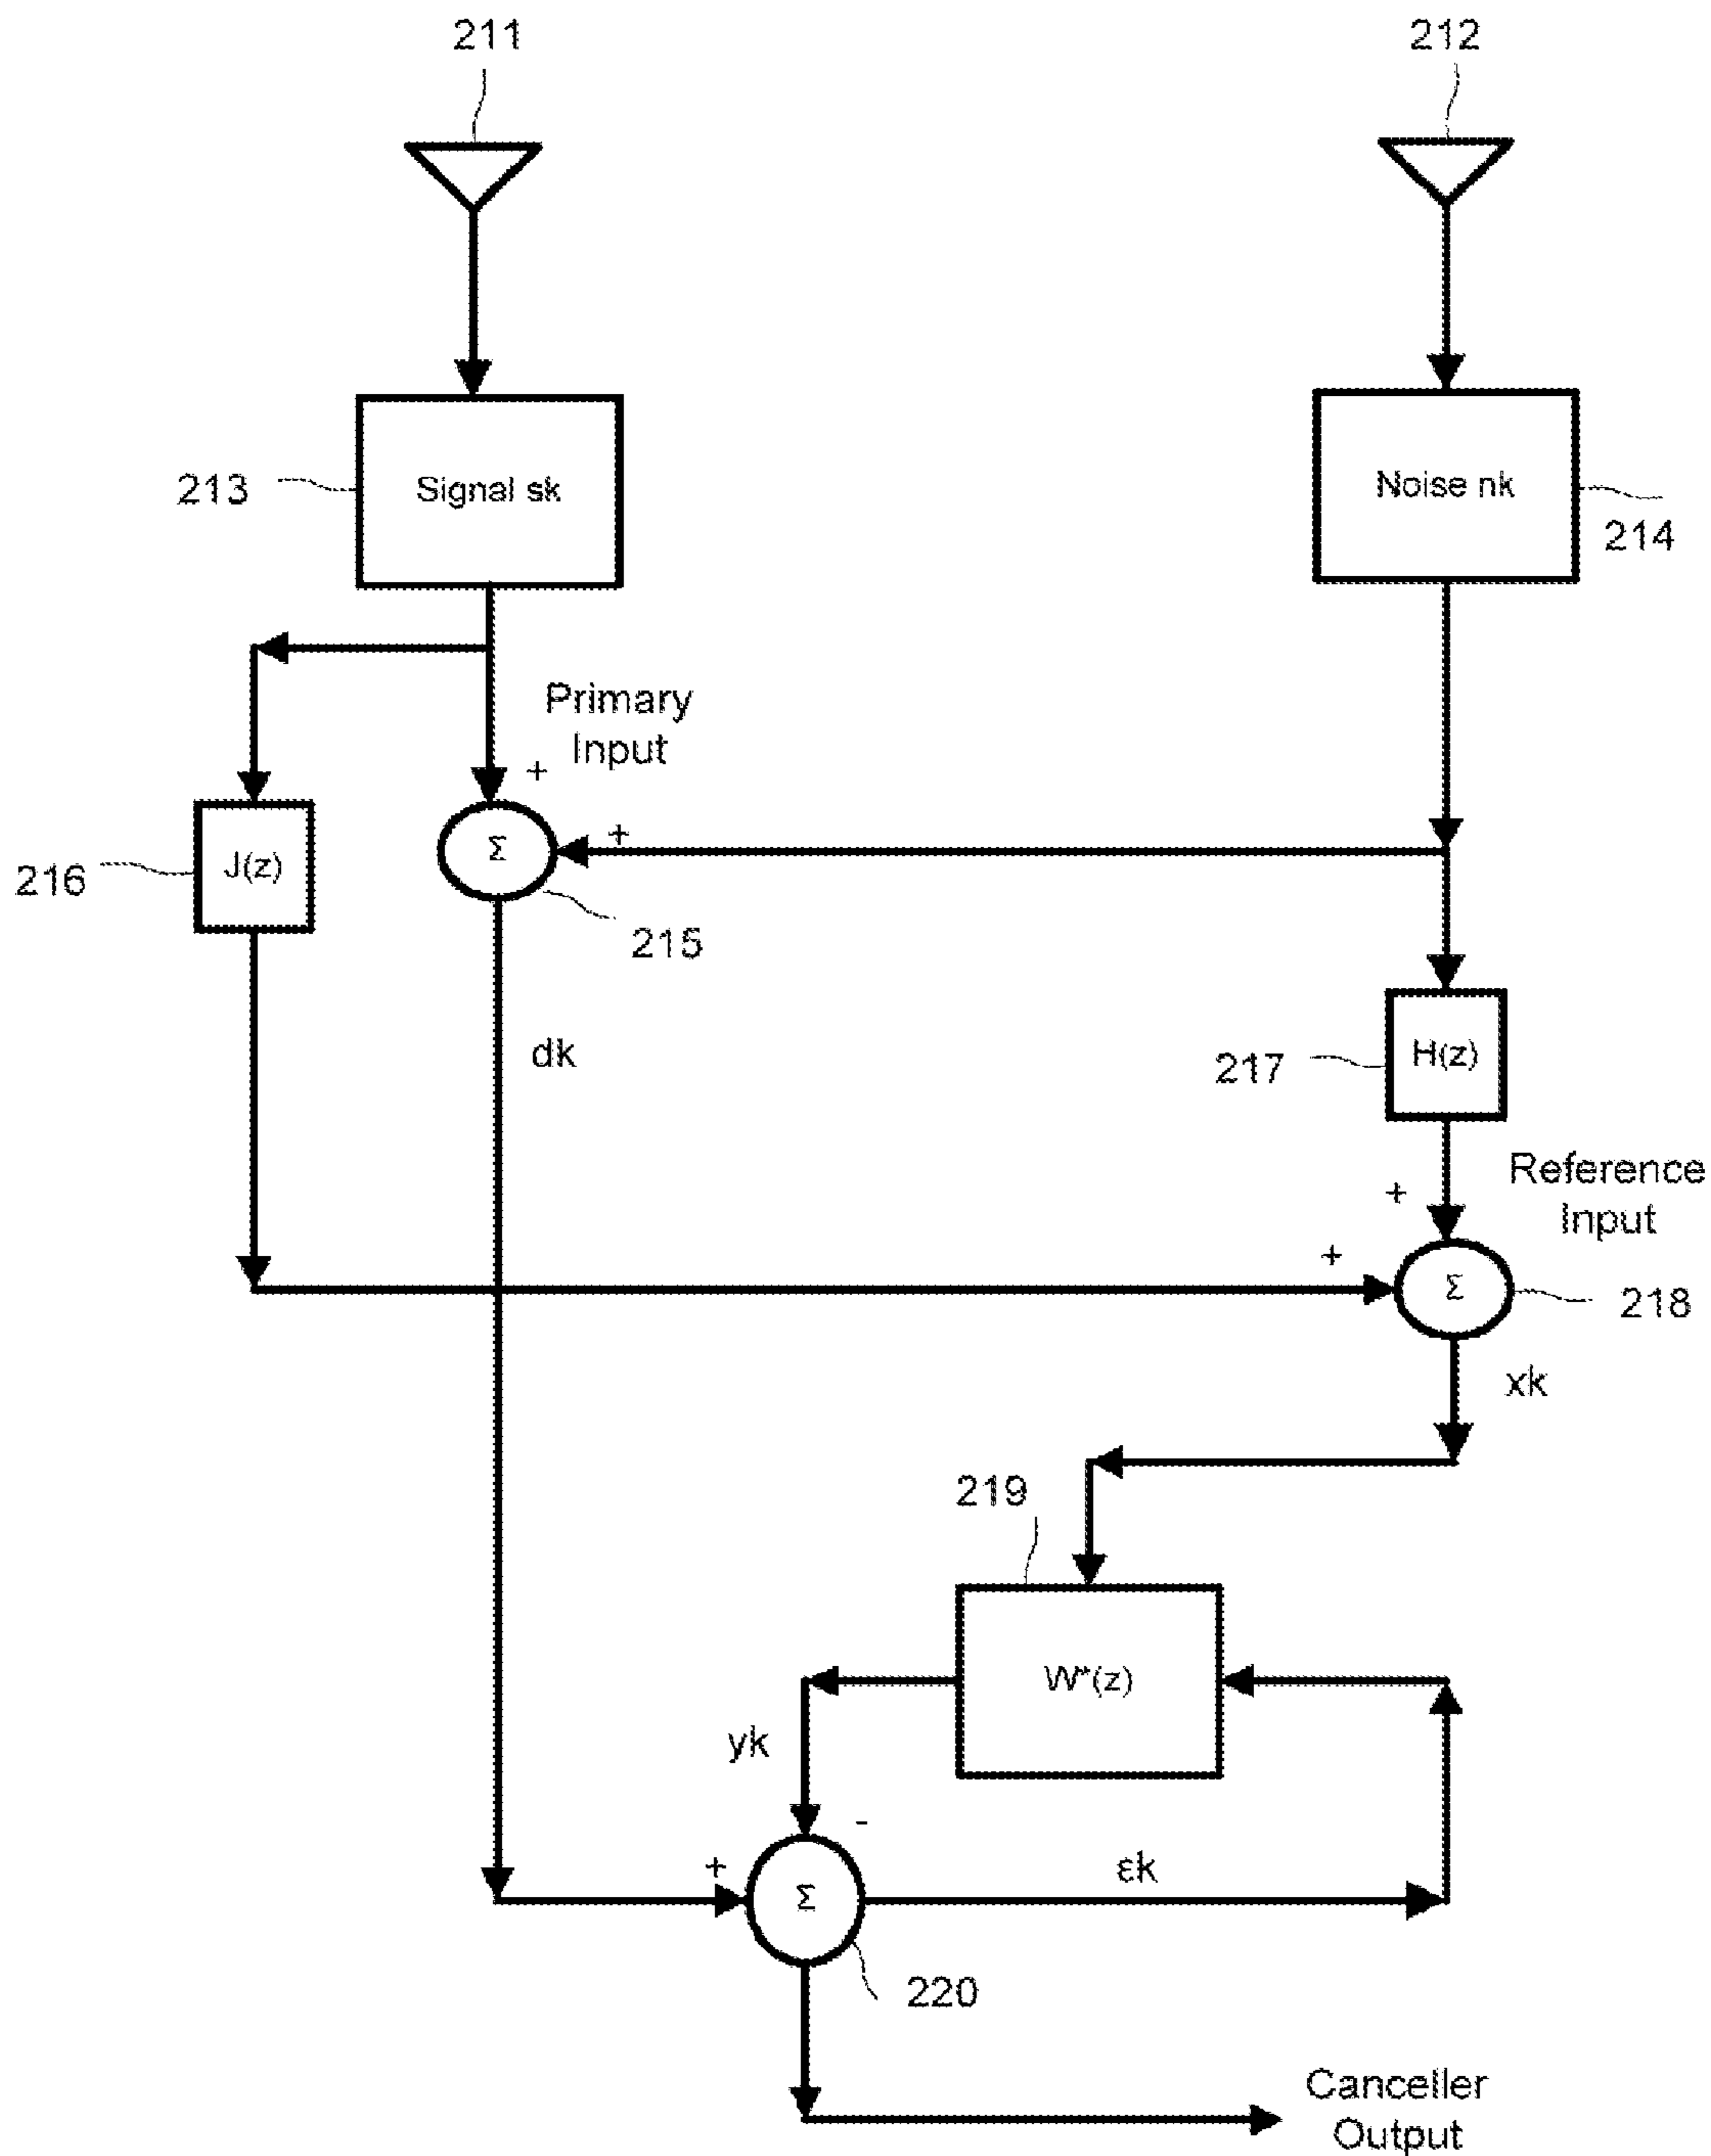 211
212
213
Signal sk
Noise nk
214
Primary
Input
+
+
Σ
215
216
J(z)
dk
217
H(z)
Reference
Input
+
+
Σ
218
xk
219
W*(z)
yk
-
+
Σ
εk
220
Canceller
Output